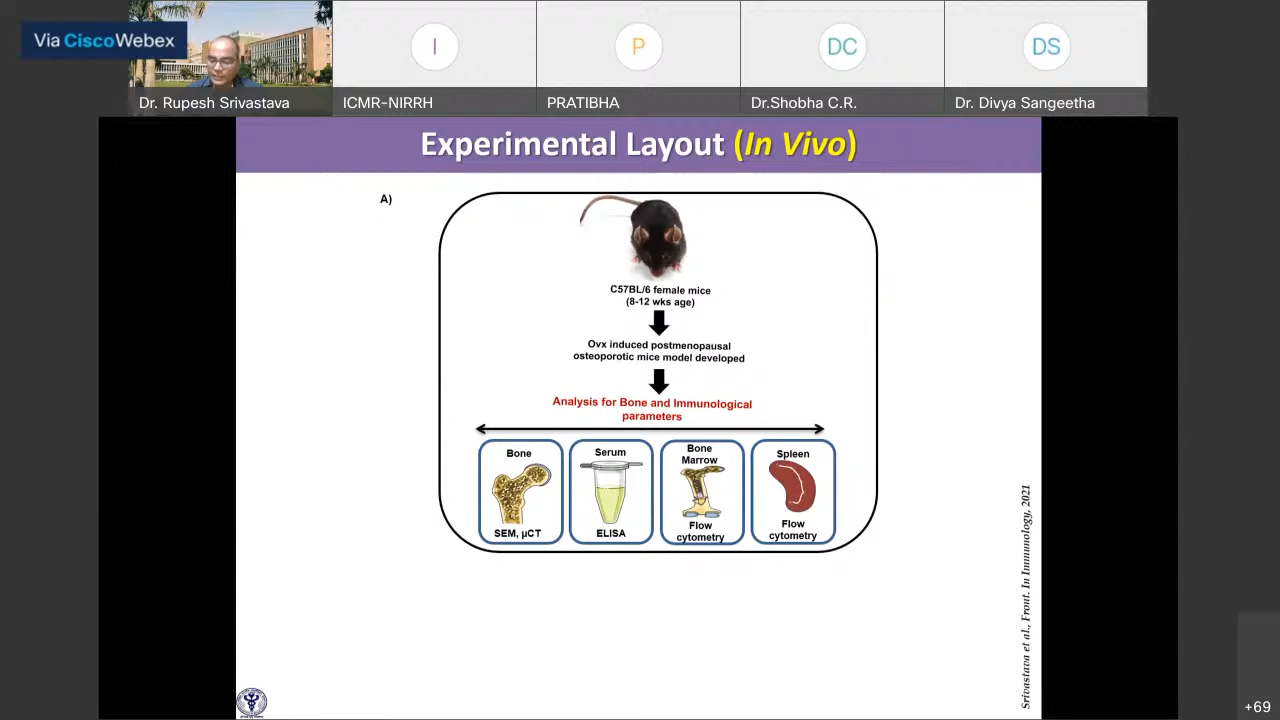 Via CiscoWebex
I
P
DC
DS
Dr. Rupesh Srivastava
ICMR-NIRRH
PRATIBHA
Dr.Shobha C.R.
Dr. Divya Sangeetha
Experimental Layout (In Vivo)
A)
C57BL/6 female mice
(8-12 wks age)
Ovx induced postmenopausal
osteoporotic mice model developed
Analysis for Bone and Immunological
parameters
Bone
SEM, µCT
Serum
ELISA
Bone
Marrow
Flow
cytometry
Spleen
Flow
cytometry
Srivastava et al., Front. In Immunology, 2021
+69